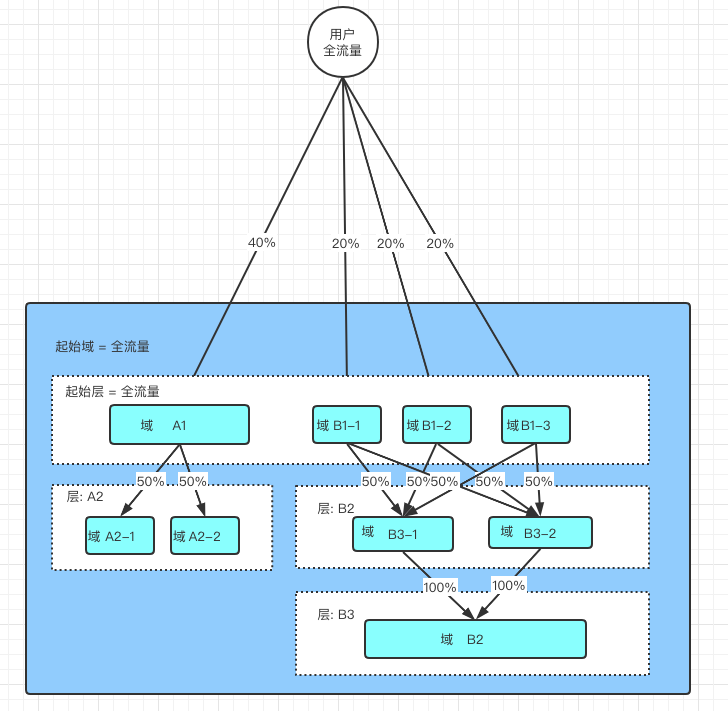 用户
全流量
40%
20%
20%
20%
起始域 = 全流量
起始层 = 全流量
域 A1
域 B1-1
域 B1-2
域 B1-3
50%
50%
50%
50%
50%
50%
50%
层: A2
域 A2-1
域 A2-2
层: B2
域 B3-1
域 B3-2
100%
100%
层: B3
域 B2